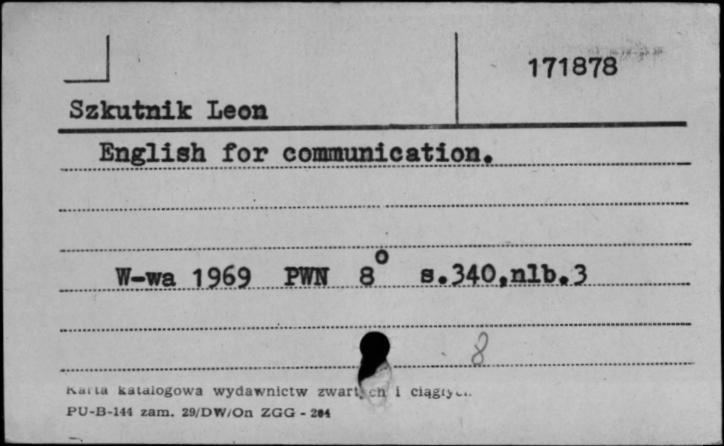 171878
Szkutnik Leon
English for communication.
W-wa 1969 PWN 8° s.340,nlb.3
8
Karta katalogowa wydawnictw zwartych i ciągłych
PU-B-144 zam. 29/DW/On ZGG - 204